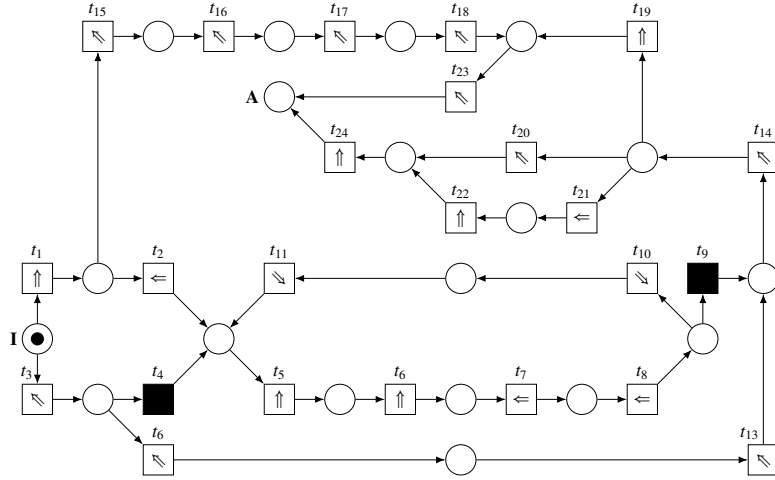 t15 t16 t17 t18 t19
⇖ ⇖ ⇖ ⇖ ⇑
t23
A ⇖
t24 t20 t14
⇑ ⇖ ⇖
t22 t21
⇑ ⇐
t1 t2 t11 t10 t9
⇑ ⇐ ⇘ ⇘
I
t3 t4 t5 t6 t7 t8
⇖ ⇑ ⇑ ⇐ ⇐
t6 t13
⇖ ⇖